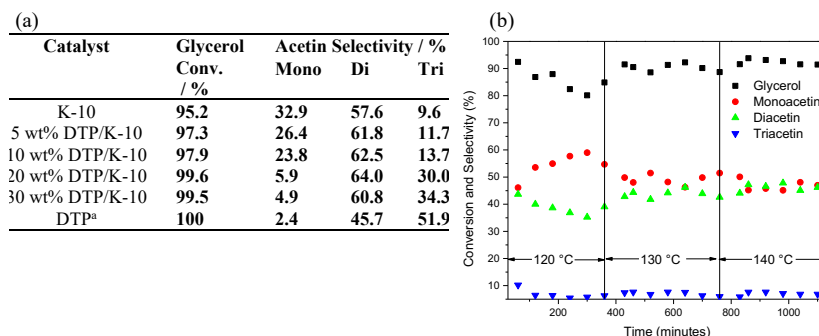 (a)
Catalyst Glycerol Acetin Selectivity / %
Conv. Mono Di Tri
/ %
K-10 95.2 32.9 57.6 9.6
5 wt% DTP/K-10 97.3 26.4 61.8 11.7
10 wt% DTP/K-10 97.9 23.8 62.5 13.7
20 wt% DTP/K-10 99.6 5.9 64.0 30.0
30 wt% DTP/K-10 99.5 4.9 60.8 34.3
DTPa 100 2.4 45.7 51.9
(b)
Conversion and Selectivity (%)
100
90
80
70
60
50
40
30
20
10
Glycerol
Monoacetin
Diacetin
Triacetin
120 °C 130 °C 140 °C
200 400 600 800 1000
Time (minutes)